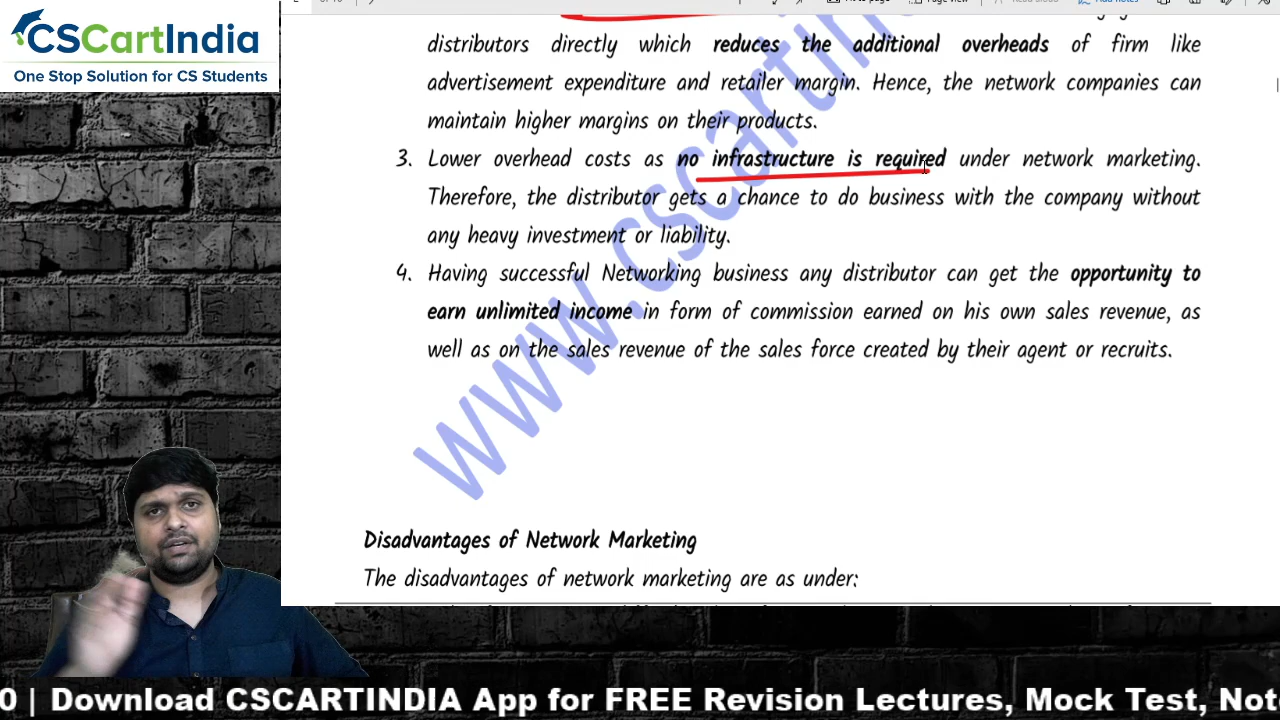 CSCartIndia
One Stop Solution for CS Students
Page view
distributors directly which reduces the additional overheads of firm like
advertisement expenditure and retailer margin. Hence, the network companies can
maintain higher margins on their products.
3. Lower overhead costs as no infrastructure is required under network marketing.
Therefore, the distributor gets a chance to do business with the company without
any heavy investment or liability.
4. Having successful Networking business any distributor can get the opportunity to
earn unlimited income in form of commission earned on his own sales revenue, as
well as on the sales revenue of the sales force created by their agent or recruits.
www.cscartin
Disadvantages of Network Marketing
The disadvantages of network marketing are as under:
0 | Download CSCARTINDIA App for FREE Revision Lectures, Mock Test, Not